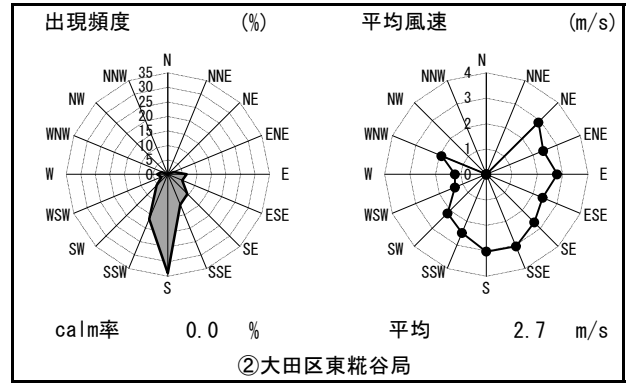 出現頻度 (%) 平均風速 (m/s)
N N
NNW NNE NNW NNE
NW NE NW NE
WNW ENE WNW ENE
W E W E
WSW ESE WSW ESE
SW SE SW SE
SSW SSE SSW SSE
S S
35
30
25
20
15
10
5
0
4
3
2
1
0
calm率 0.0 % 平均 2.7 m/s
②大田区東糀谷局